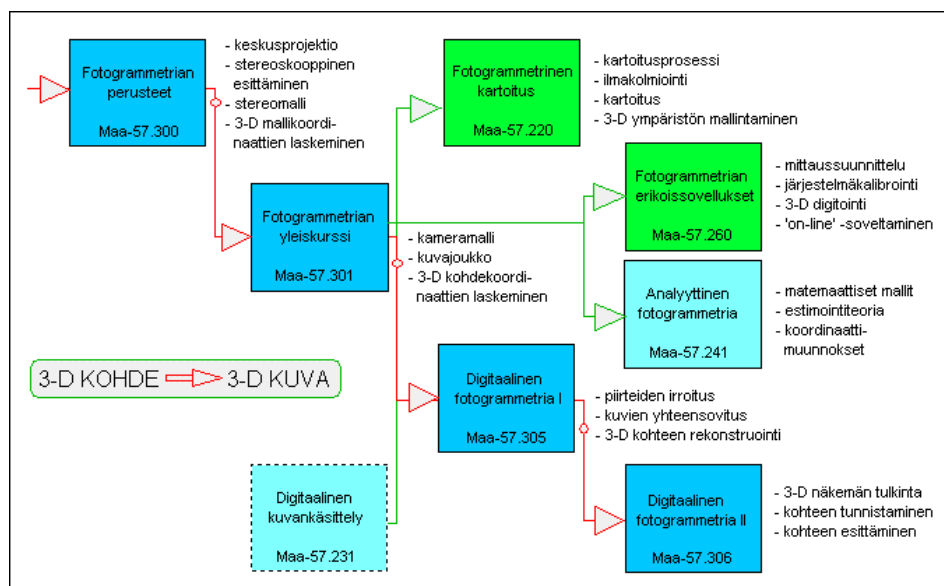 Fotogrammetrian
perusteet
Maa-57.300
- keskusprojektio
- stereoskooppinen
esittäminen
- stereomalli
- 3-D mallikoordi-
naattien laskeminen
Fotogrammetrinen
kartoitus
Maa-57.220
- kartoitusprosessi
- ilmakolmiointi
- kartoitus
- 3-D ympäristön mallintaminen
Fotogrammetrian
yleiskurssi
Maa-57.301
- kameramalli
- kuvajoukko
- 3-D kohdekoordi-
naattien laskeminen
Fotogrammetrian
erikoissovellukset
Maa-57.260
- mittaussuunnittelu
- järjestelmäkalibrointi
- 3-D digitointi
- 'on-line' -soveltaminen
Analyyttinen
fotogrammetria
Maa-57.241
- matemaattiset mallit
- estimointiteoria
- koordinaatti-
muunnokset
3-D KOHDE 3-D KUVA
Digitaalinen
fotogrammetria I
Maa-57.305
- piirteiden irroitus
- kuvien yhteensovitus
- 3-D kohteen rekonstruointi
Digitaalinen
kuvankäsittely
Maa-57.231
Digitaalinen
fotogrammetria II
Maa-57.306
- 3-D näkemän tulkinta
- kohteen tunnistaminen
- kohteen esittäminen